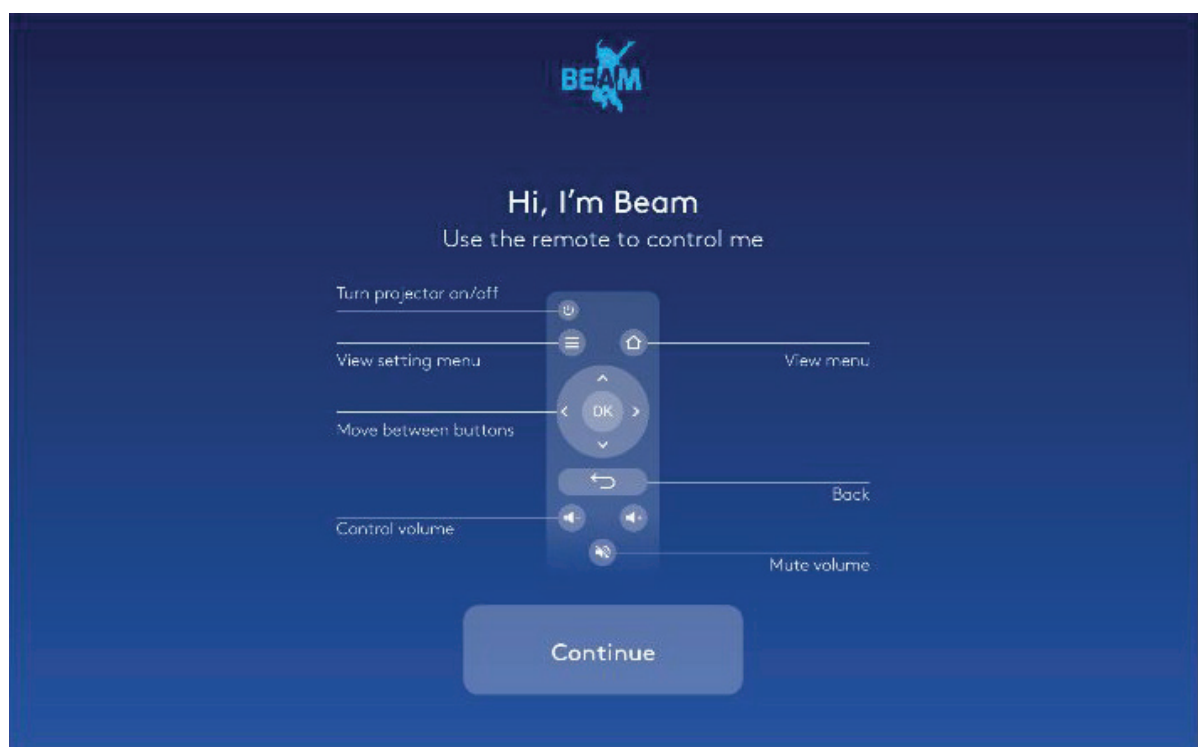 BEAM
Hi, I'm Beam
Use the remote to control me
Turn projector on/off
View setting menu
View menu
OK
Move between buttons
Back
Control volume
Mute volume
Continue